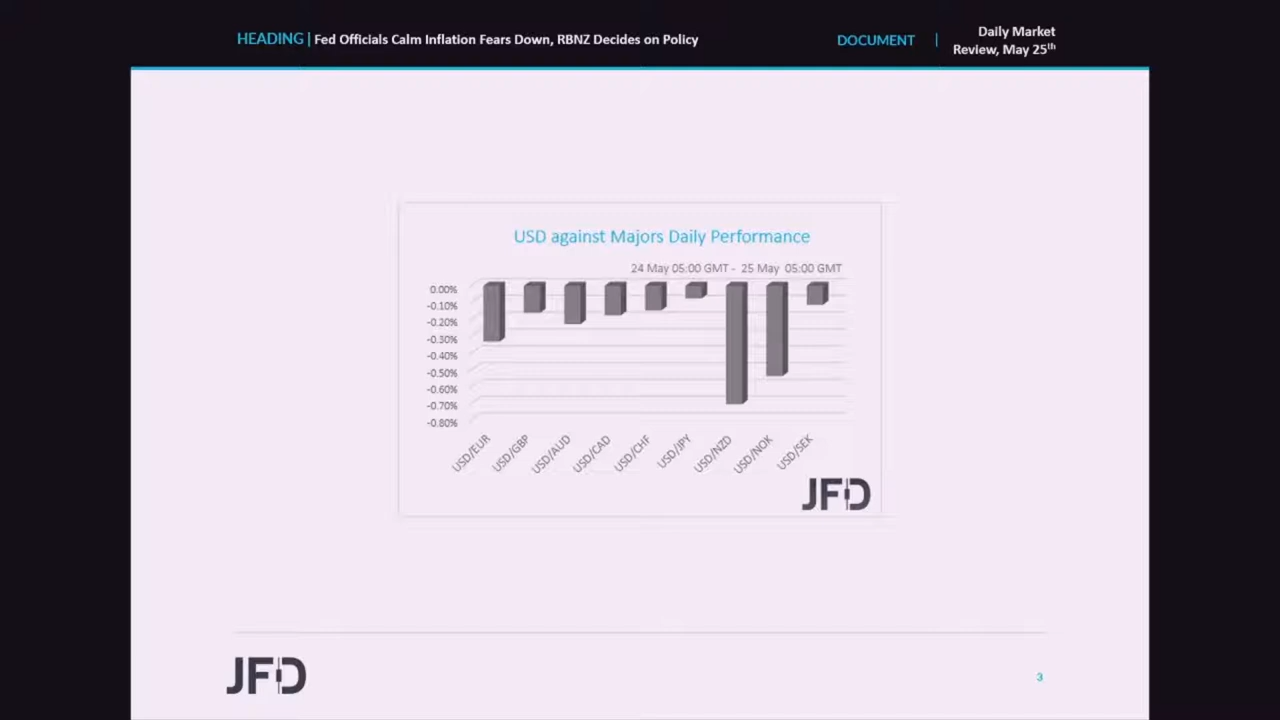 HEADING | Fed Officials Calm Inflation Fears Down, RBNZ Decides on Policy
DOCUMENT | Daily Market
Review, May 25th
USD against Majors Daily Performance
24 May 05:00 GMT - 25 May 05:00 GMT
0.00%
-0.10%
-0.20%
-0.30%
-0.40%
-0.50%
-0.60%
-0.70%
-0.80%
USD/EUR USD/GBP USD/AUD USD/CAD USD/CHF USD/JPY USD/NZD USD/NOK USD/SEK
JFD
JFD
3